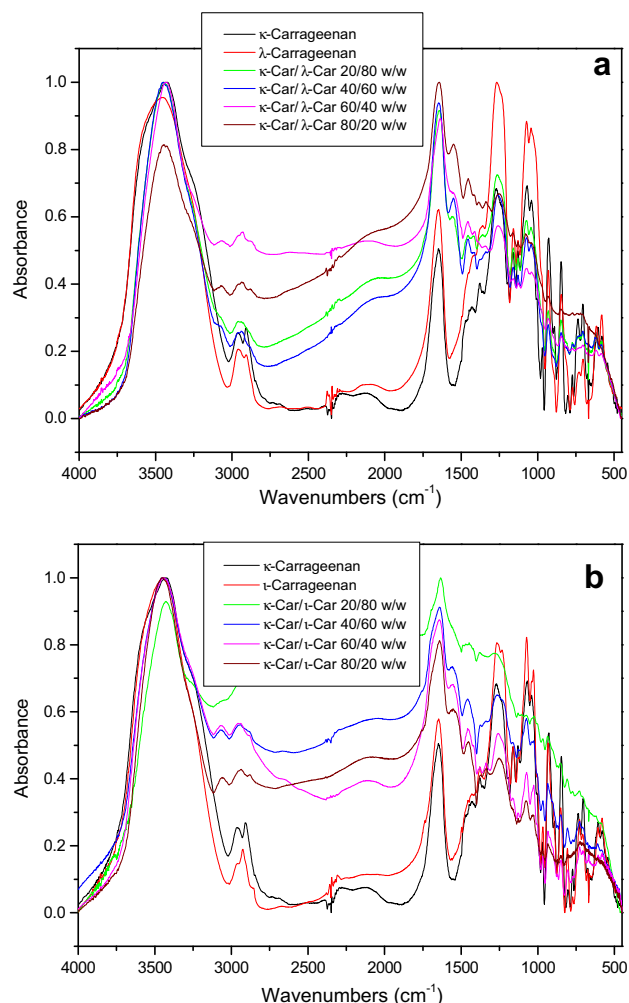 κ-Carrageenan
λ-Carrageenan
κ-Car/ λ-Car 20/80 w/w
κ-Car/ λ-Car 40/60 w/w
κ-Car/ λ-Car 60/40 w/w
κ-Car/ λ-Car 80/20 w/w
a
1.0
0.8
0.6
0.4
0.2
0.0
Absorbance
4000 3500 3000 2500 2000 1500 1000 500
Wavenumbers (cm⁻¹)
κ-Carrageenan
ι-Carrageenan
κ-Car/ι-Car 20/80 w/w
κ-Car/ι-Car 40/60 w/w
κ-Car/ι-Car 60/40 w/w
κ-Car/ι-Car 80/20 w/w
b
1.0
0.8
0.6
0.4
0.2
0.0
Absorbance
4000 3500 3000 2500 2000 1500 1000 500
Wavenumbers (cm⁻¹)